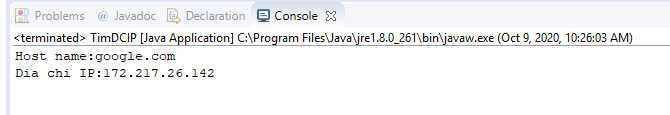 Problems @ Javadoc Declaration Console
<terminated> TimDCIP [Java Application] C:\Program Files\Java\jre1.8.0_261\bin\javaw.exe (Oct 9, 2020, 10:26:03 AM)
Host name:google.com
Dia chi IP:172.217.26.142